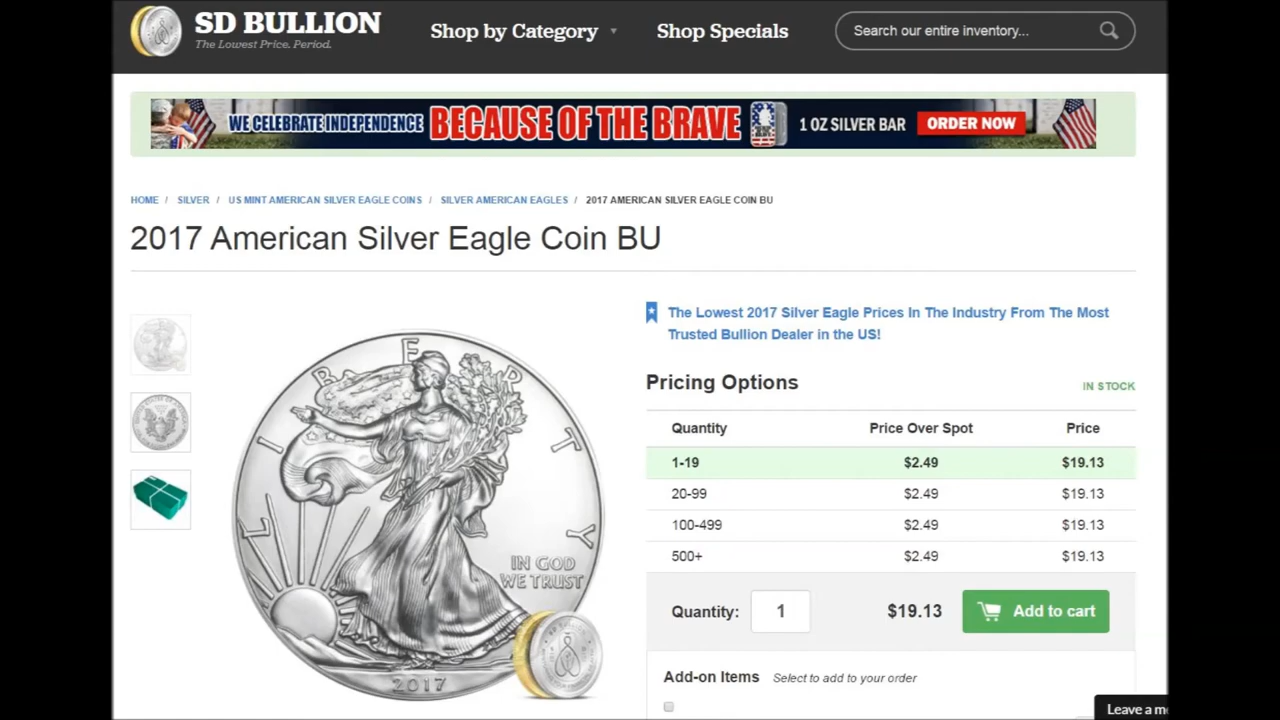 SD BULLION
The Lowest Price. Period.
Shop by Category
Shop Specials
Search our entire inventory...
WE CELEBRATE INDEPENDENCE BECAUSE OF THE BRAVE 1 OZ SILVER BAR ORDER NOW
HOME / SILVER / US MINT AMERICAN SILVER EAGLE COINS / SILVER AMERICAN EAGLES / 2017 AMERICAN SILVER EAGLE COIN BU
2017 American Silver Eagle Coin BU
The Lowest 2017 Silver Eagle Prices In The Industry From The Most
Trusted Bullion Dealer in the US!
Pricing Options
IN STOCK
Quantity Price Over Spot Price
1-19 $2.49 $19.13
20-99 $2.49 $19.13
100-499 $2.49 $19.13
500+ $2.49 $19.13
Quantity: 1 $19.13 Add to cart
Add-on Items Select to add to your order
Leave a me
LIBERTY
IN GOD
WE TRUST
2017